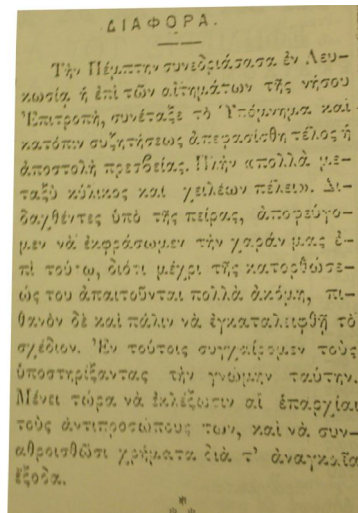 ΔΙΑΦΟΡΑ.
Τὴν Πέμπτην συνεδριάσασα ἐν Λευ-
κωσίᾳ ἡ ἐπὶ τῶν αἰτημάτων τῆς νήσου
Ἐπιτροπή, συνέταξε τὸ Ὑπόμνημα καὶ
κατόπιν συζητήσεως ἀπεφασίσθη τέλος ἡ
ἀποστολὴ πρεσβείας. Πλὴν «πολλὰ με-
ταξὺ κύλικος καὶ χειλέων πέλει». Δι-
δαχθέντες ὑπὸ τῆς πείρας, ἀποφεύγο-
μεν νὰ ἐκφράσωμεν τὴν χαράν μας ἐ-
πὶ τούτῳ, διότι μέχρι τῆς κατορθώσε-
ώς του ἀπαιτοῦνται πολλὰ ἀκόμη, πι-
θανὸν δὲ καὶ πάλιν νὰ ἐγκαταλειφθῇ τὸ
σχέδιον. Ἐν τούτοις συγχαίρομεν τοὺς
ὑποστηρίξαντας τὴν γνώμην ταύτην.
Μένει τώρα νὰ ἐκλέξωσιν αἱ ἐπαρχίαι
τοὺς ἀντιπροσώπους των, καὶ νὰ συν-
αθροισθῶσι χρήματα διὰ τ' ἀναγκαῖα
ἔξοδα.
***